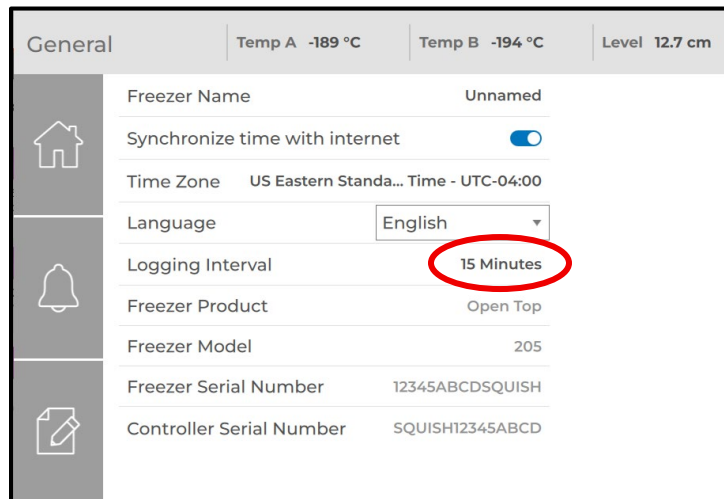 General Temp A -189 °C Temp B -194 °C Level 12.7 cm
Freezer Name Unnamed
Synchronize time with internet
Time Zone US Eastern Standa... Time - UTC-04:00
Language English
Logging Interval 15 Minutes
Freezer Product Open Top
Freezer Model 205
Freezer Serial Number 12345ABCDSQUISH
Controller Serial Number SQUISH12345ABCD